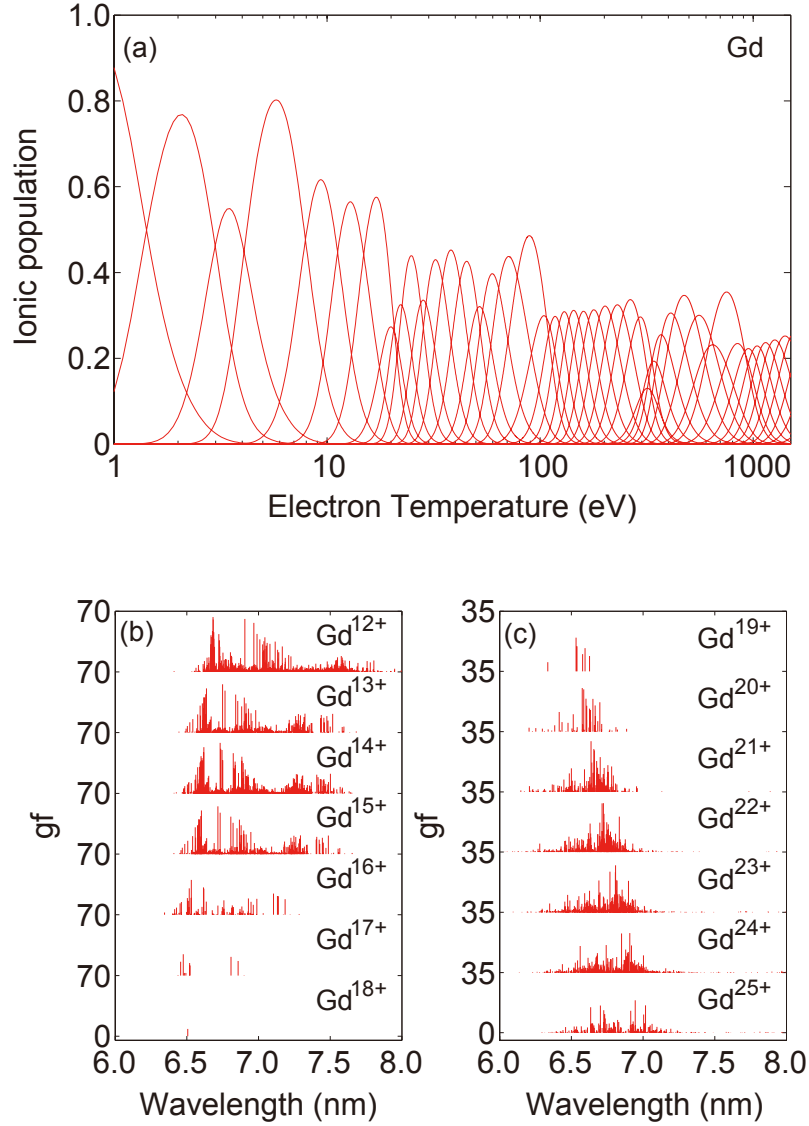 1.0
(a)
Gd
0.8
0.6
0.4
0.2
0
Ionic population
1 10 100 1000
Electron Temperature (eV)
70
(b)
Gd12+
70
Gd13+
70
Gd14+
70
Gd15+
70
Gd16+
70
Gd17+
70
Gd18+
0
gf
6.0 6.5 7.0 7.5 8.0
Wavelength (nm)
35
(c)
Gd19+
35
Gd20+
35
Gd21+
35
Gd22+
35
Gd23+
35
Gd24+
35
Gd25+
0
gf
6.0 6.5 7.0 7.5 8.0
Wavelength (nm)